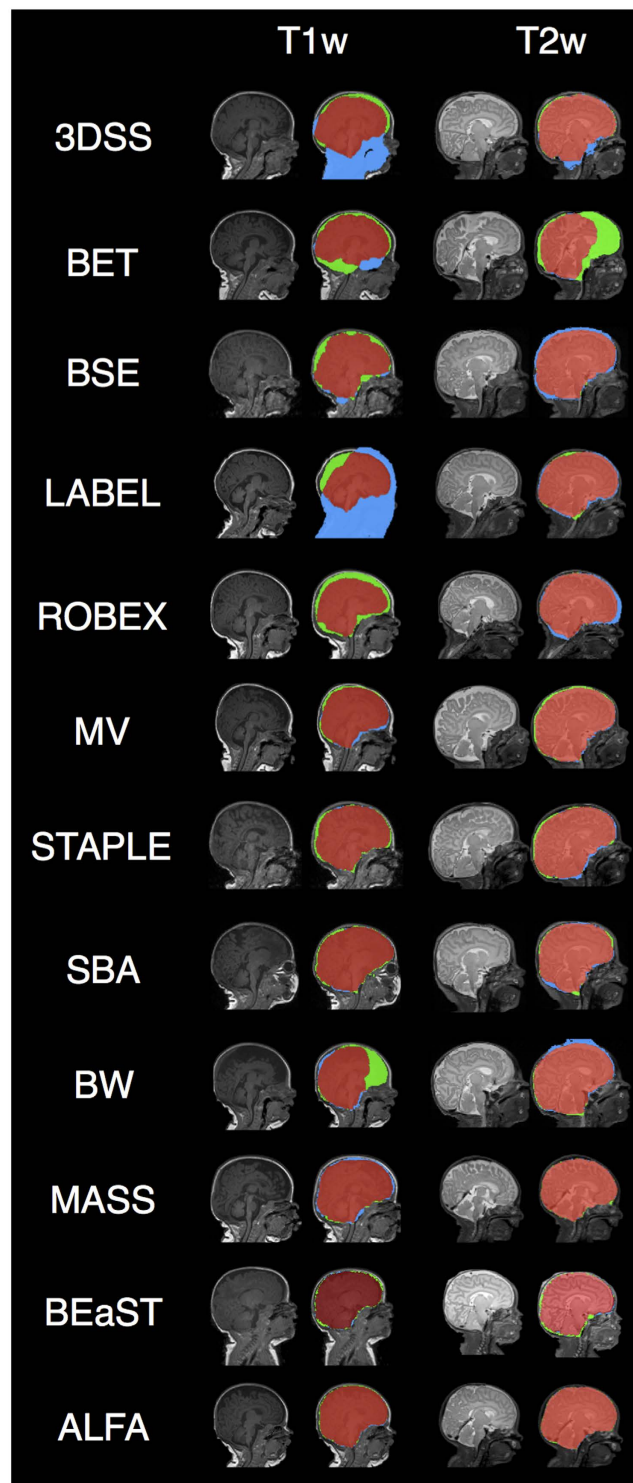 T1w T2w
3DSS
BET
BSE
LABEL
ROBEX
MV
STAPLE
SBA
BW
MASS
BEaST
ALFA